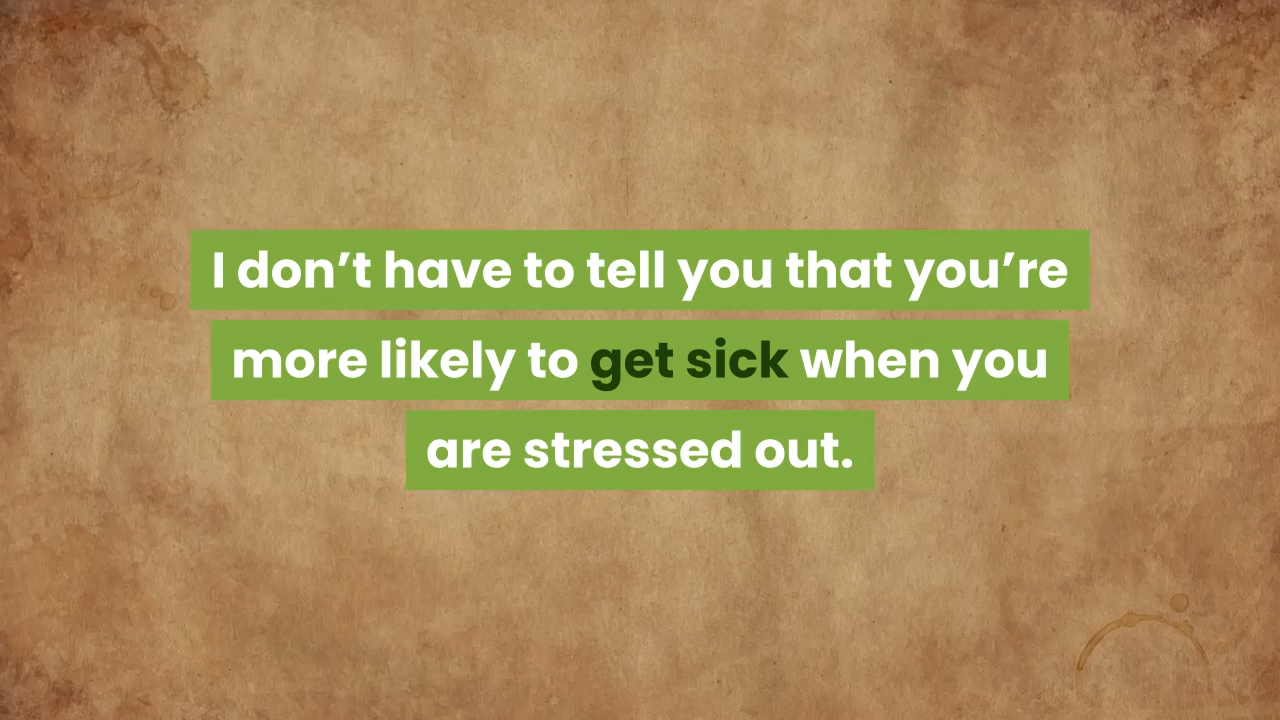 I don’t have to tell you that you’re
more likely to get sick when you
are stressed out.